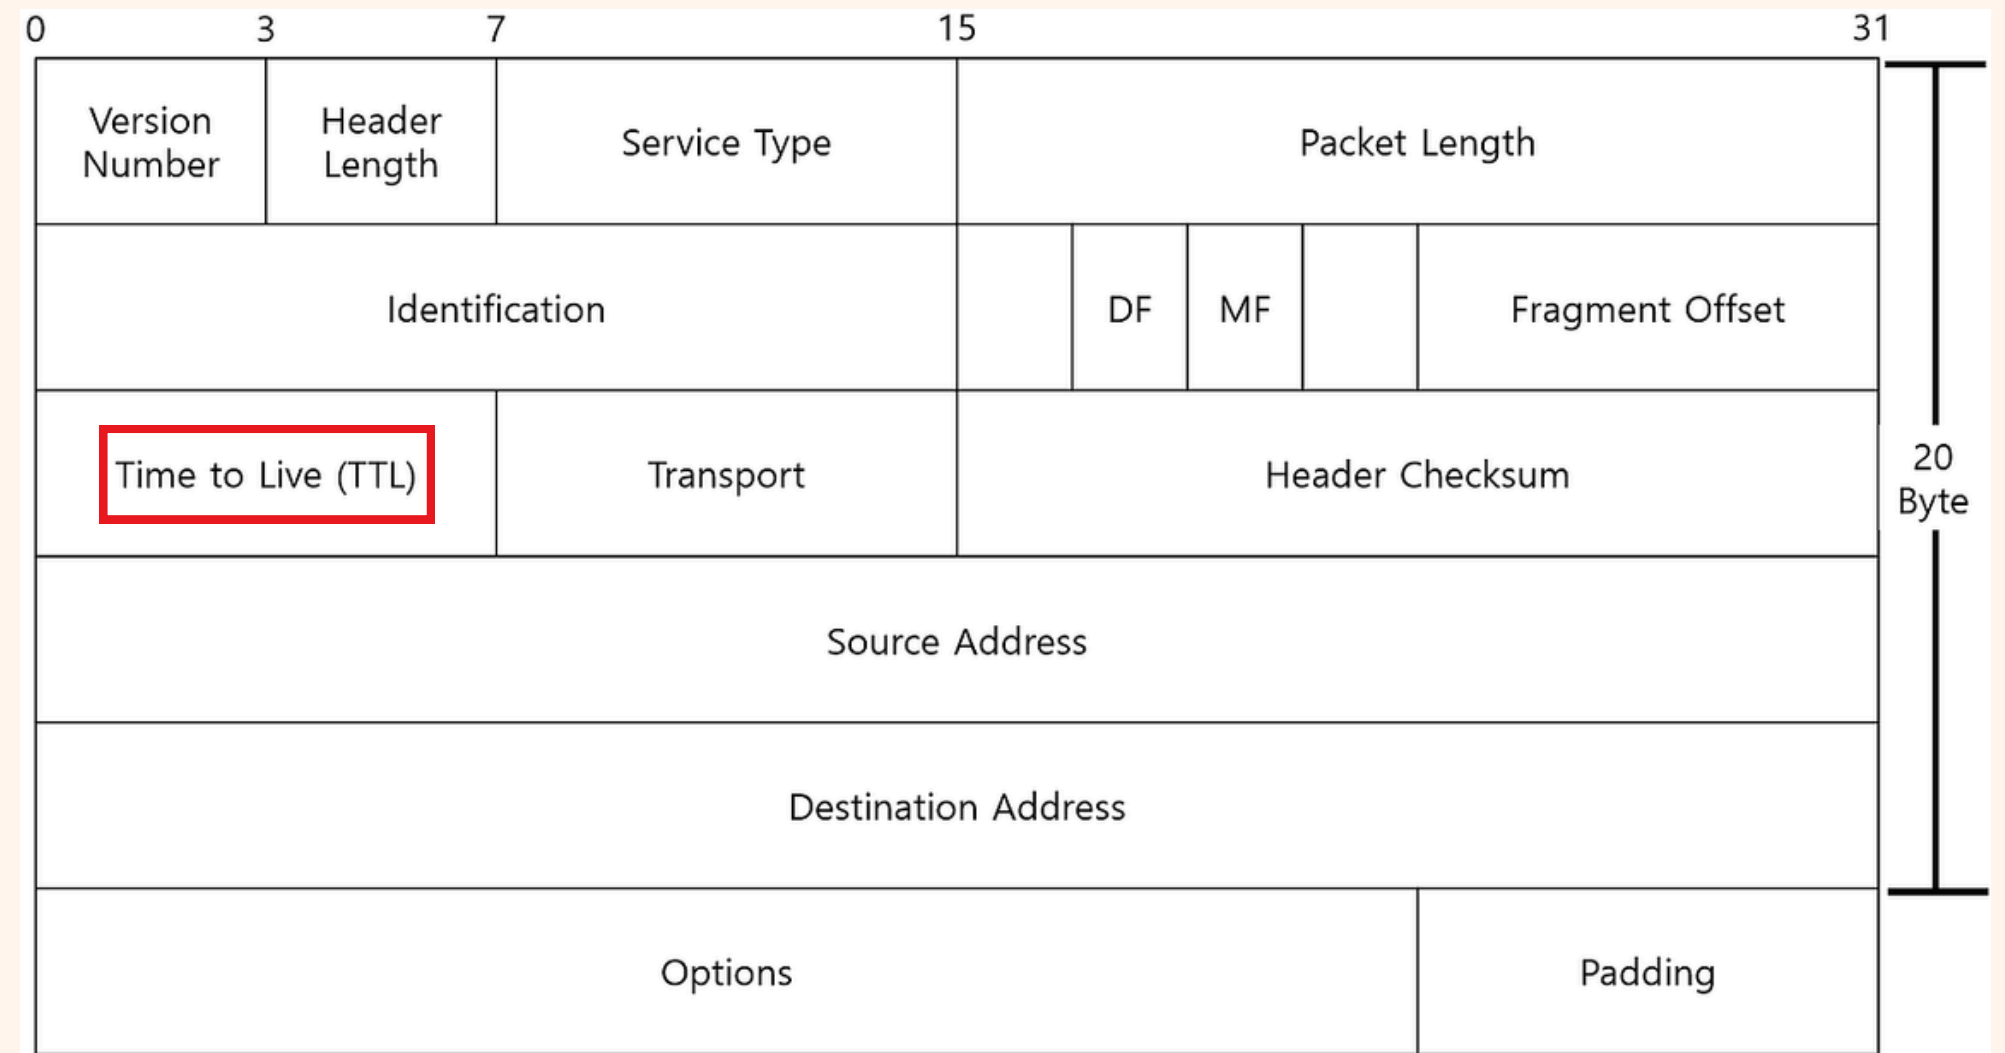 0 3 7 15 31
Version
Number
Header
Length
Service Type
Packet Length
Identification
DF
MF
Fragment Offset
Time to Live (TTL)
Transport
Header Checksum
20
Byte
Source Address
Destination Address
Options
Padding